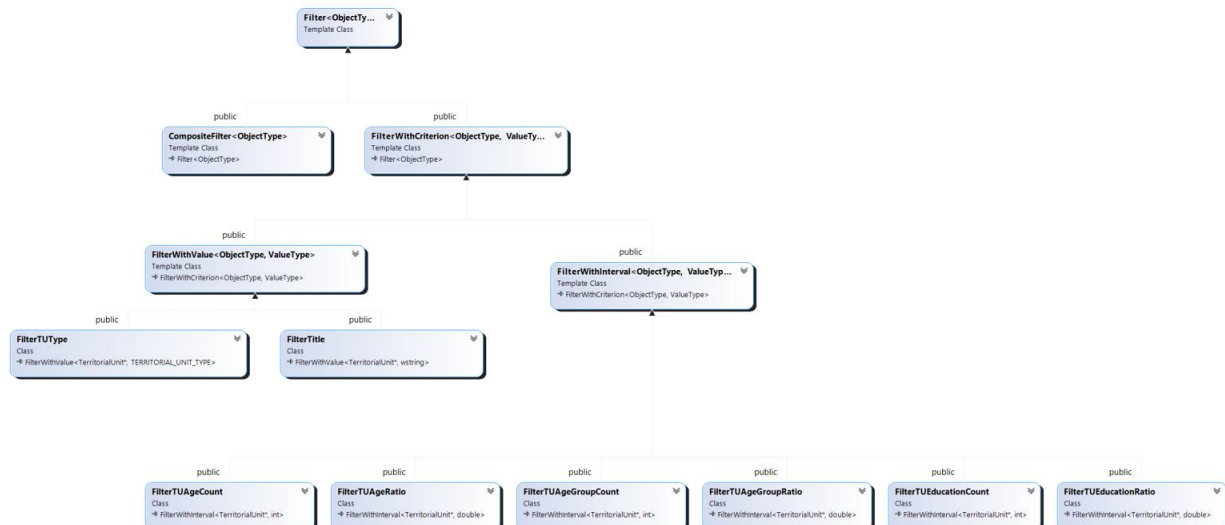 Filter<ObjectTy...
Template Class
public
public
CompositeFilter<ObjectType>
Template Class
Filter<ObjectType>
FilterWithCriterion<ObjectType, ValueTy...
Template Class
Filter<ObjectType>
public
public
FilterWithValue<ObjectType, ValueType>
Template Class
FilterWithCriterion<ObjectType, ValueType>
FilterWithInterval<ObjectType, ValueTyp...
Template Class
FilterWithCriterion<ObjectType, ValueType>
public
public
FilterTUType
Class
FilterWithValue<TerritorialUnit*, TERRITORIAL_UNIT_TYPE>
FilterTitle
Class
FilterWithValue<TerritorialUnit*, wstring>
public
public
public
public
public
public
FilterTUAgeCount
Class
FilterWithInterval<TerritorialUnit*, int>
FilterTUAgeRatio
Class
FilterWithInterval<TerritorialUnit*, double>
FilterTUAgeGroupCount
Class
FilterWithInterval<TerritorialUnit*, int>
FilterTUAgeGroupRatio
Class
FilterWithInterval<TerritorialUnit*, double>
FilterTUEducationCount
Class
FilterWithInterval<TerritorialUnit*, int>
FilterTUEducationRatio
Class
FilterWithInterval<TerritorialUnit*, double>